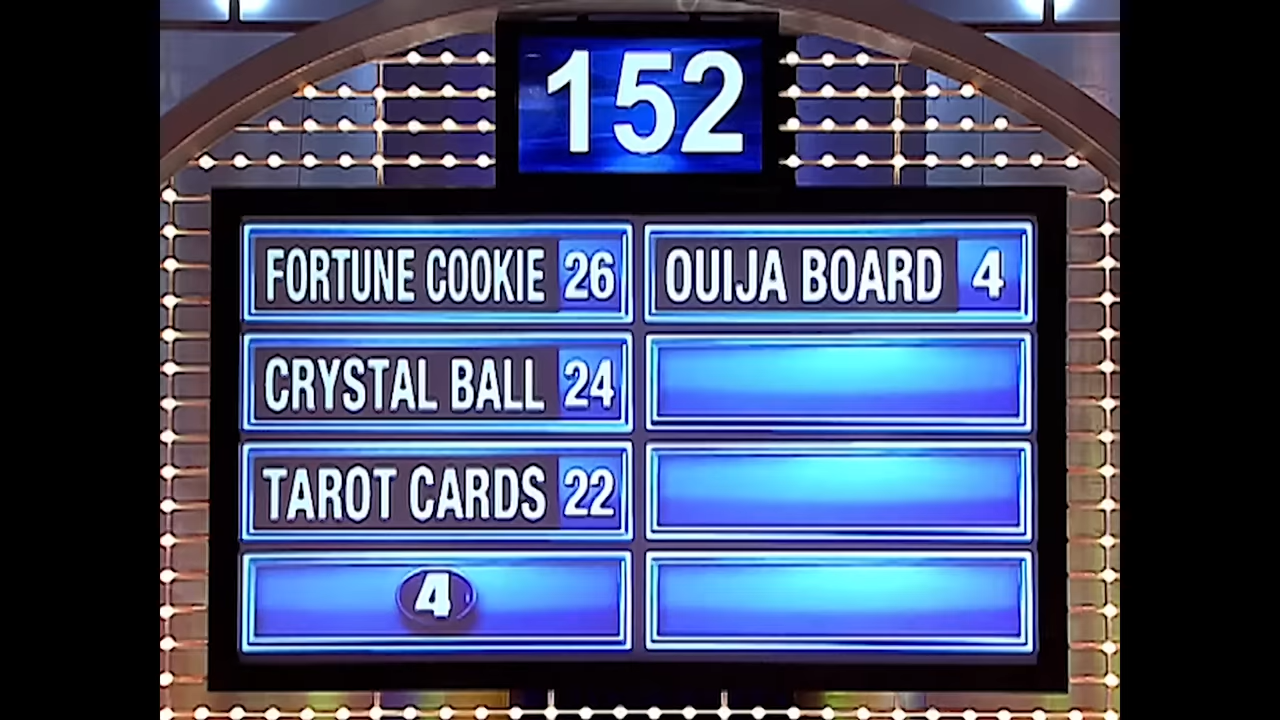 152
FORTUNE COOKIE 26
CRYSTAL BALL 24
TAROT CARDS 22
4
OUIJA BOARD 4